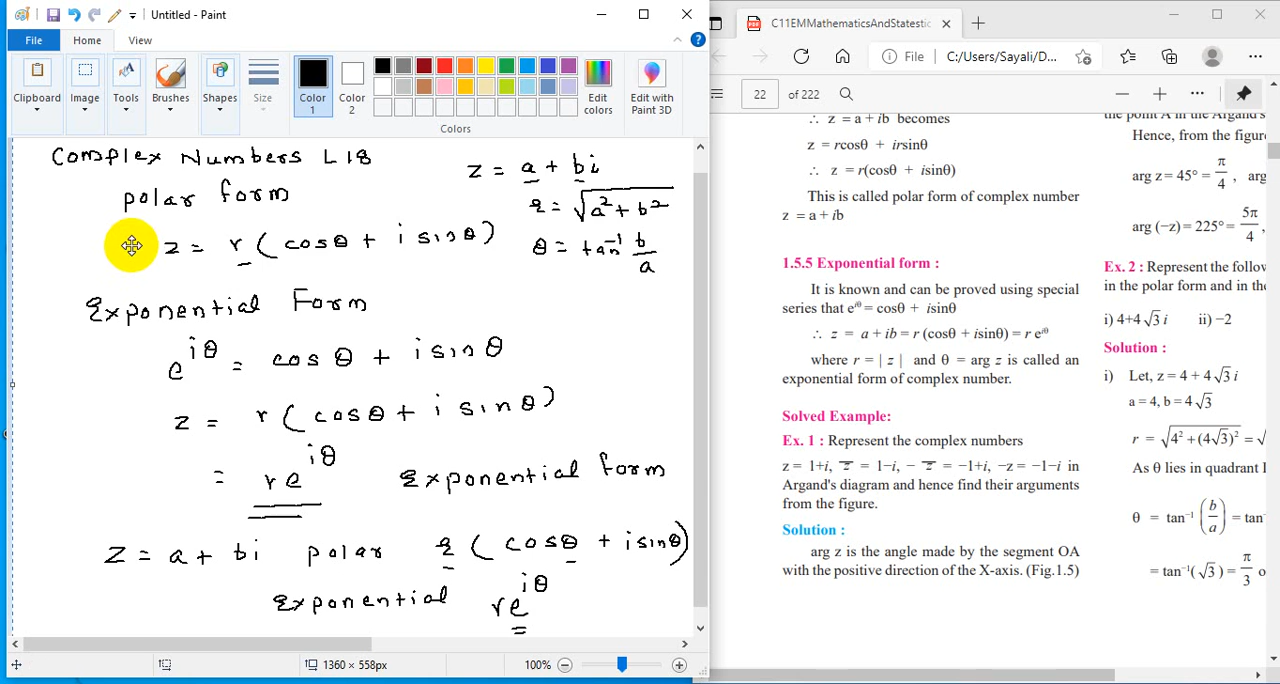 Untitled - Paint
File
Home
View
Clipboard
Image
Tools
Brushes
Shapes
Size
Color 1
Color 2
Edit colors
Edit with Paint 3D
Colors
Complex Numbers L18
polar form
z = r (cosθ + i sinθ)
z = a + bi
r = √a² + b²
θ = tan⁻¹ b/a
Exponential Form
e^iθ = cos θ + i sin θ
z = r (cosθ + i sinθ)
= re^iθ Exponential form
z = a + bi polar r (cosθ + i sinθ)
Exponential re^iθ
1360 × 558px
100%
C11EMMathematicsAndStatestic
File
C:/Users/Sayali/D...
22
of 222
∴ z = a + ib becomes
z = rcosθ + irsinθ
∴ z = r(cosθ + isinθ)
This is called polar form of complex number
z = a + ib
1.5.5 Exponential form :
It is known and can be proved using special
series that e^iθ = cosθ + isinθ
∴ z = a + ib = r (cosθ + isinθ) = r e^iθ
where r = | z | and θ = arg z is called an
exponential form of complex number.
Solved Example:
Ex. 1 : Represent the complex numbers
z = 1+i, z̅ = 1−i, − z̅ = −1+i, −z = −1−i in
Argand's diagram and hence find their arguments
from the figure.
Solution :
arg z is the angle made by the segment OA
with the positive direction of the X-axis. (Fig.1.5)
the point A in the Argand's
Hence, from the figure
arg z = 45° = π/4 , arg
arg (−z) = 225° = 5π/4
Ex. 2 : Represent the follow
in the polar form and in the
i) 4+4√3 i ii) −2
Solution :
i) Let, z = 4 + 4√3 i
a = 4, b = 4√3
r = √4² + (4√3)² = √
As θ lies in quadrant I
θ = tan⁻¹ (b/a) = tan⁻
= tan⁻¹(√3) = π/3 o